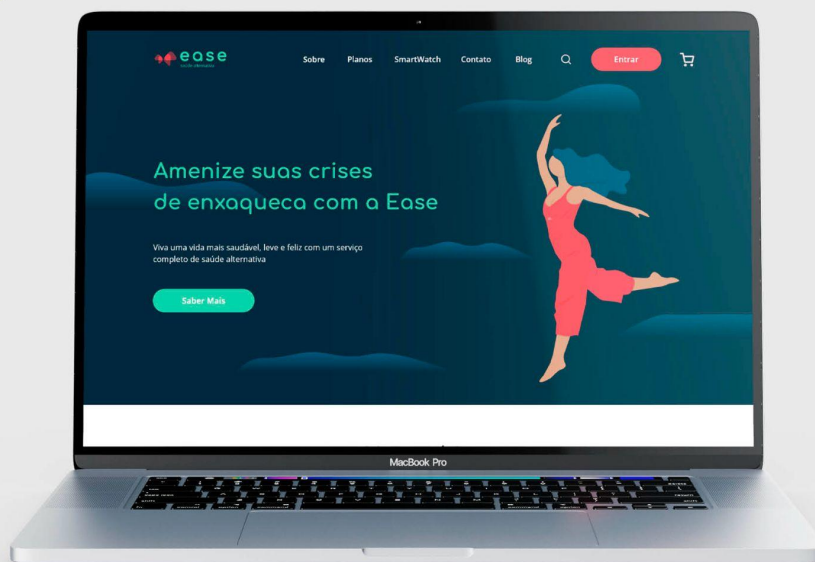 ease
Sobre
Planos
SmartWatch
Contato
Blog
Entrar
Amenize suas crises
de enxaqueca com a Ease
Viva uma vida mais saudável, leve e feliz com um serviço
completo de saúde alternativa
Saber Mais
MacBook Pro